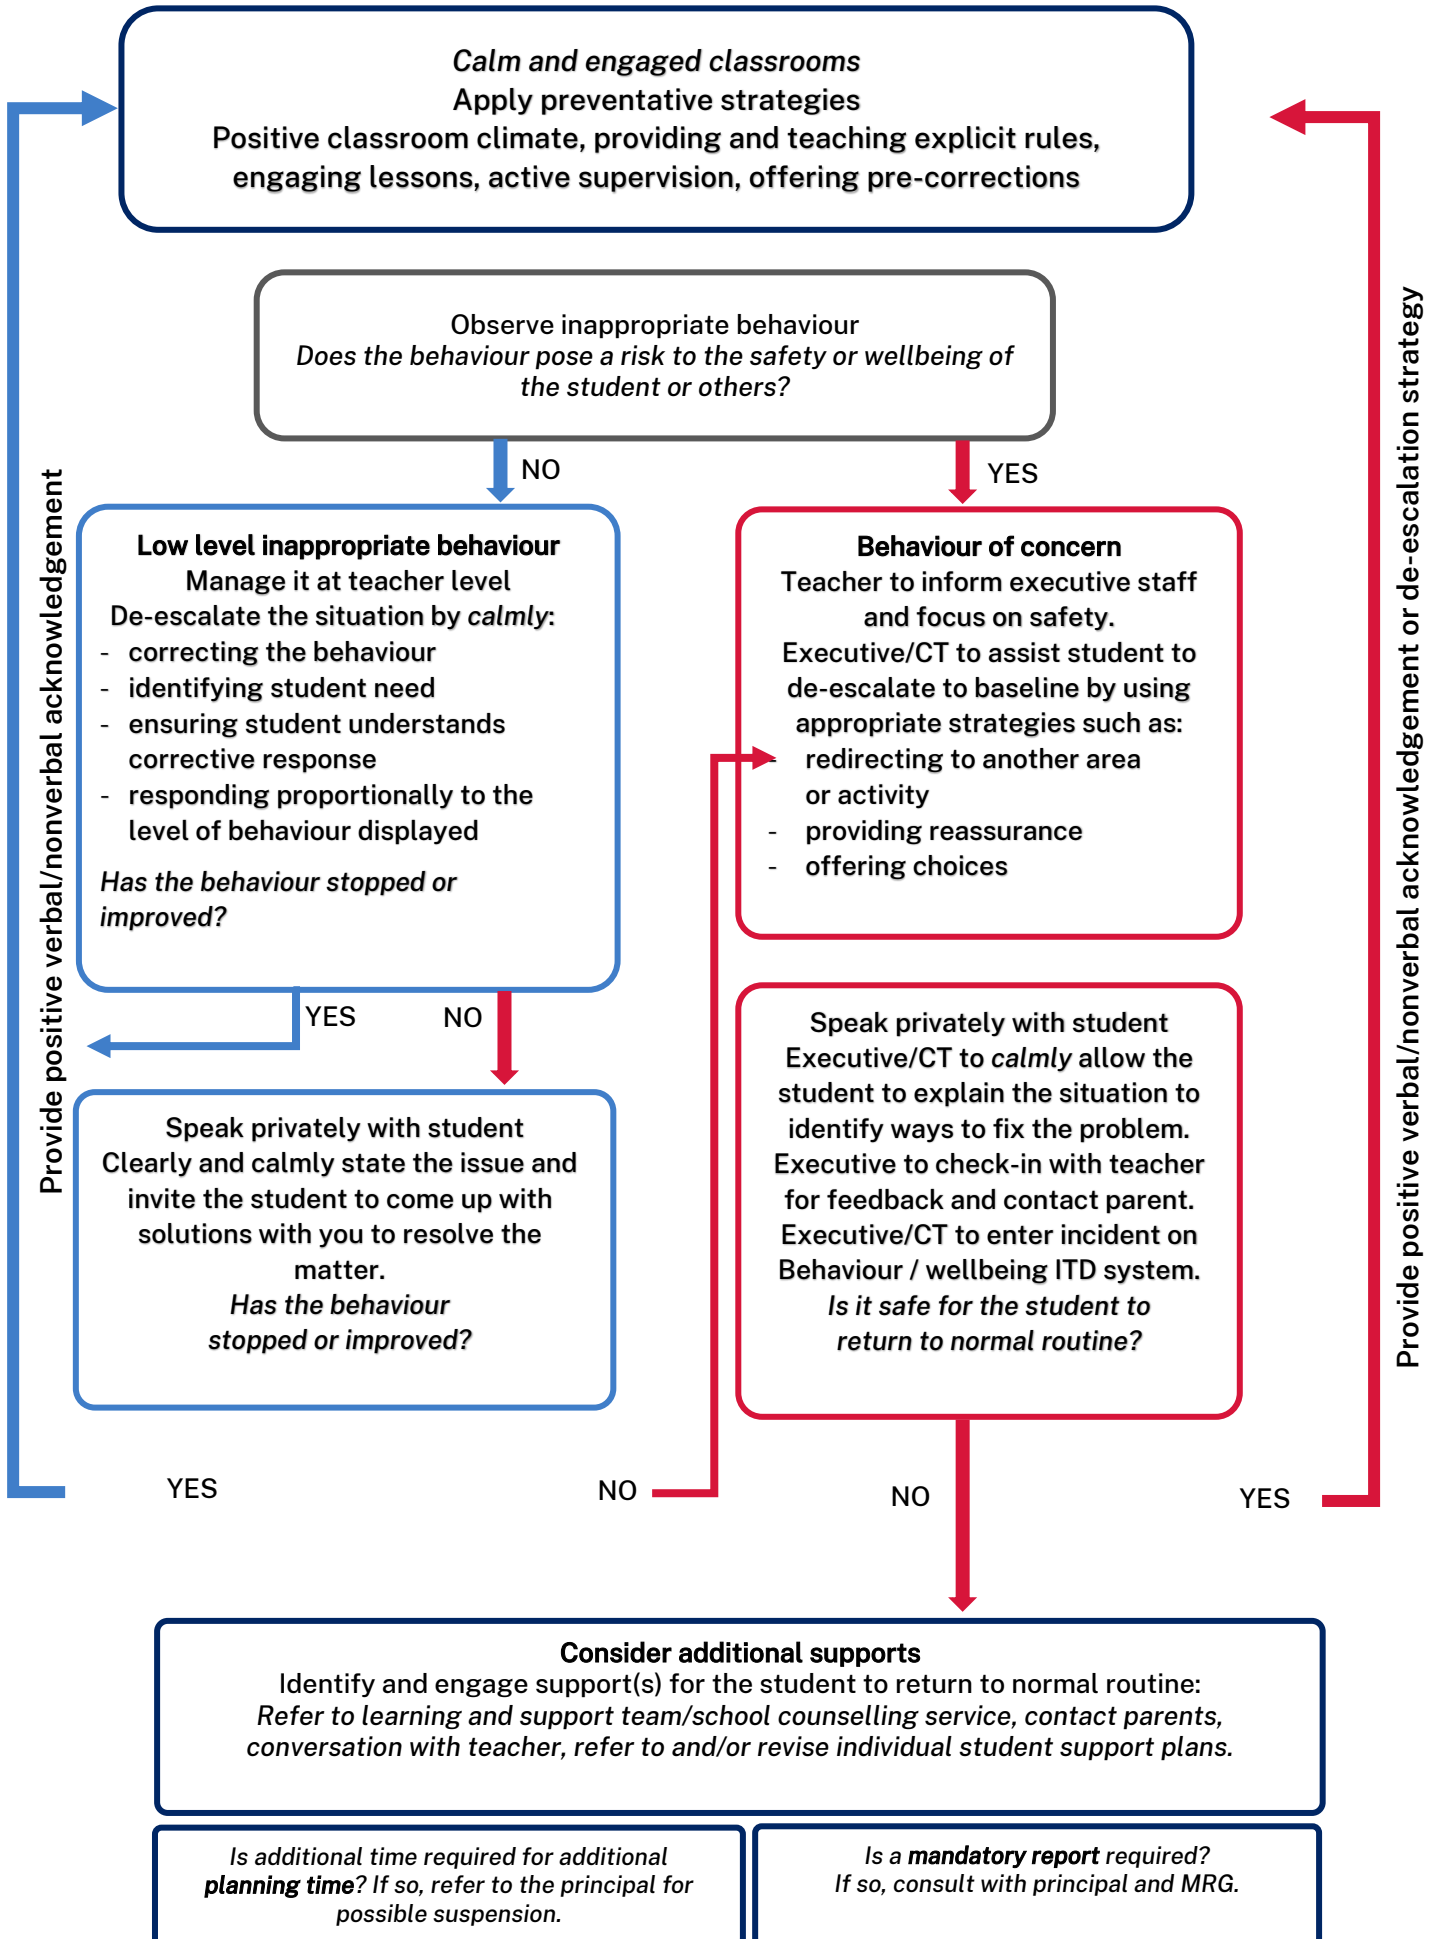 Calm and engaged classrooms
Apply preventative strategies
Positive classroom climate, providing and teaching explicit rules,
engaging lessons, active supervision, offering pre-corrections
Observe inappropriate behaviour
Does the behaviour pose a risk to the safety or wellbeing of
the student or others?
NO
YES
Low level inappropriate behaviour
Manage it at teacher level
De-escalate the situation by calmly:
- correcting the behaviour
- identifying student need
- ensuring student understands
corrective response
- responding proportionally to the
level of behaviour displayed
Has the behaviour stopped or
improved?
Behaviour of concern
Teacher to inform executive staff
and focus on safety.
Executive/CT to assist student to
de-escalate to baseline by using
appropriate strategies such as:
- redirecting to another area
or activity
- providing reassurance
- offering choices
YES
NO
Speak privately with student
Clearly and calmly state the issue and
invite the student to come up with
solutions with you to resolve the
matter.
Has the behaviour
stopped or improved?
Speak privately with student
Executive/CT to calmly allow the
student to explain the situation to
identify ways to fix the problem.
Executive to check-in with teacher
for feedback and contact parent.
Executive/CT to enter incident on
Behaviour / wellbeing ITD system.
Is it safe for the student to
return to normal routine?
YES
NO
NO
YES
Provide positive verbal/nonverbal acknowledgement
Provide positive verbal/nonverbal acknowledgement or de-escalation strategy
Consider additional supports
Identify and engage support(s) for the student to return to normal routine:
Refer to learning and support team/school counselling service, contact parents,
conversation with teacher, refer to and/or revise individual student support plans.
Is additional time required for additional
planning time? If so, refer to the principal for
possible suspension.
Is a mandatory report required?
If so, consult with principal and MRG.